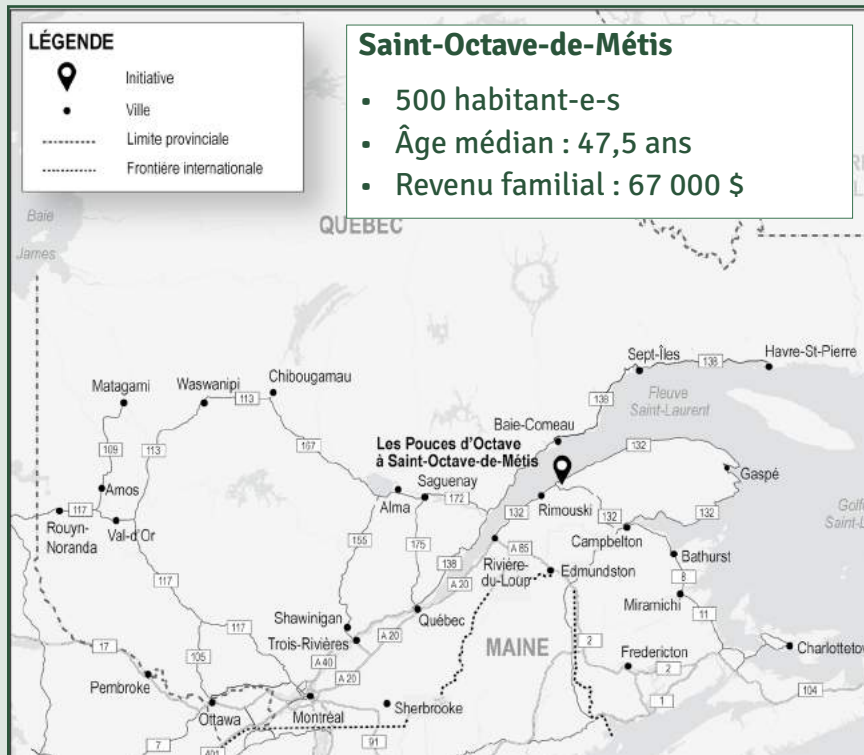 LÉGENDE
Initiative
Ville
Limite provinciale
Frontière internationale
Saint-Octave-de-Métis
• 500 habitant-e-s
• Âge médian : 47,5 ans
• Revenu familial : 67 000 $
Baie
James
QUÉBEC
Sept-Îles
138
Havre-St-Pierre
Matagami
Waswanipi
113
Chibougamau
138
Fleuve
Saint-Laurent
Baie-Comeau
109
113
167
Les Pouces d'Octave
à Saint-Octave-de-Métis
132
Gaspé
Amos
Alma
Saguenay
172
132
Rimouski
132
132
117
Rouyn-
Noranda
Val-d'Or
155
175
138
A 20
Rivière-
du-Loup
A 85
Campbelton
Bathurst
Edmundston
8
117
Miramichi
11
Shawinigan
Québec
117
Trois-Rivières
A 20
MAINE
2
Fredericton
2
17
105
A 40
A 20
1
104
Pembroke
Ottawa
Montréal
Sherbrooke
7
91
401